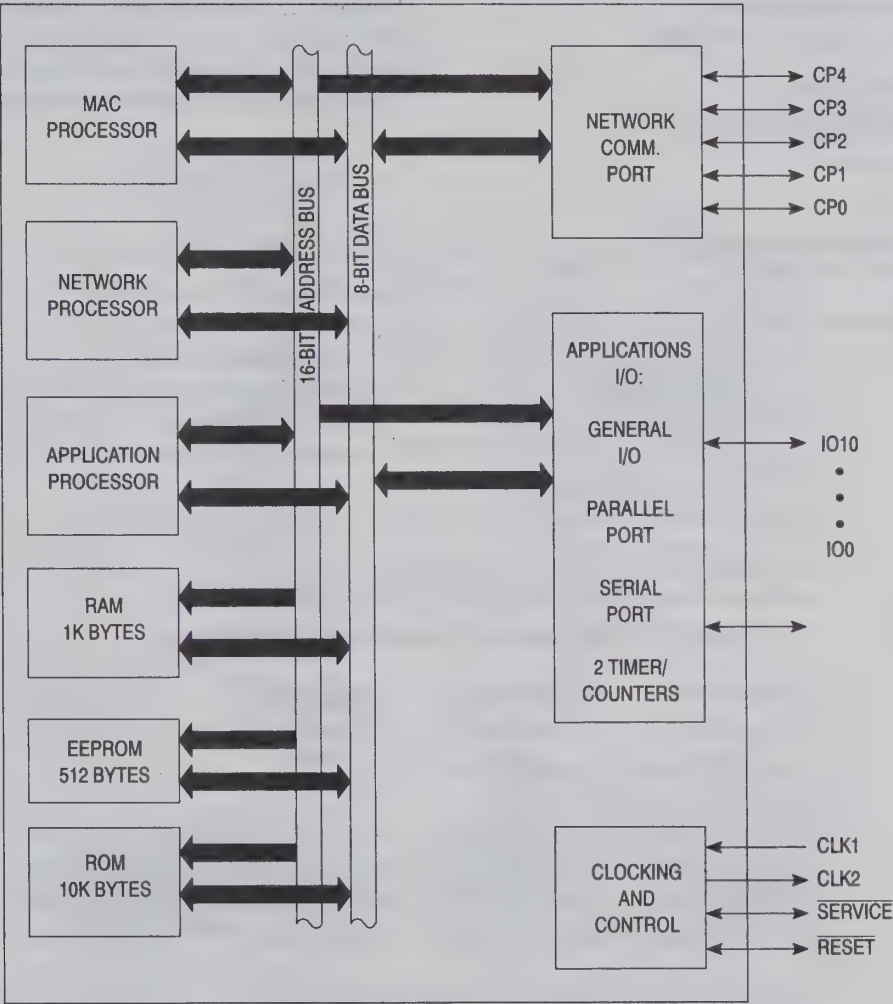 MAC
PROCESSOR
NETWORK
PROCESSOR
APPLICATION
PROCESSOR
RAM
1K BYTES
EEPROM
512 BYTES
ROM
10K BYTES
16-BIT ADDRESS BUS
8-BIT DATA BUS
NETWORK
COMM.
PORT
CP4
CP3
CP2
CP1
CP0
APPLICATIONS
I/O:
GENERAL
I/O
PARALLEL
PORT
SERIAL
PORT
2 TIMER/
COUNTERS
IO10
IO0
CLOCKING
AND
CONTROL
CLK1
CLK2
SERVICE
RESET